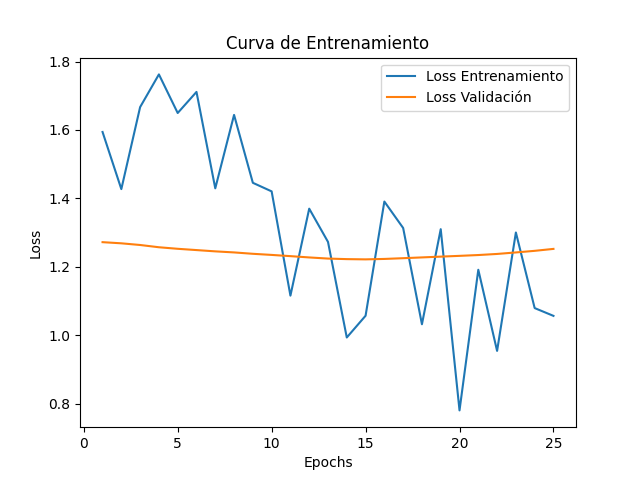 Curva de Entrenamiento
Loss Entrenamiento
Loss Validación
Loss
1.8
1.6
1.4
1.2
1.0
0.8
0 5 10 15 20 25
Epochs